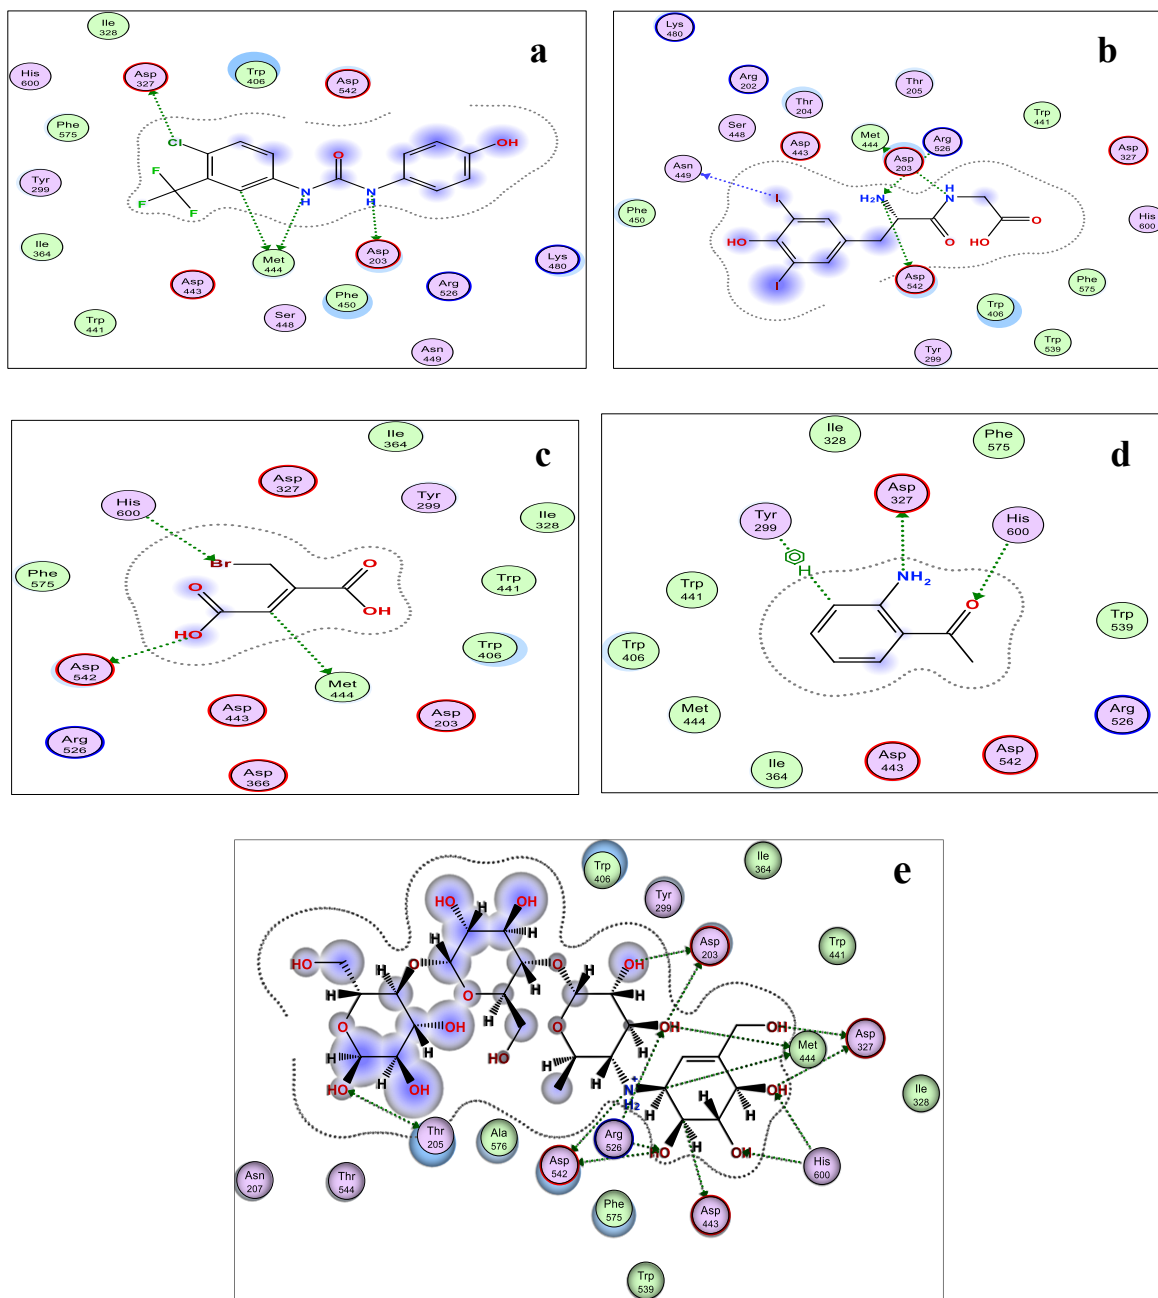 a
Ile
328
His
600
Asp
327
Trp
406
Asp
542
Phe
575
Cl
O
OH
Tyr
299
F
F
F
N
H
N
H
Ile
364
Met
444
Asp
203
Lys
480
Asp
443
Phe
450
Arg
526
Trp
441
Ser
448
Asn
449
b
Lys
480
Arg
202
Thr
204
Thr
205
Ser
448
Asp
443
Met
444
Asp
203
Arg
526
Trp
441
Asp
327
Asn
449
I
H2N
H
N
Phe
450
HO
O
HO
O
His
600
I
Asp
542
Phe
575
Trp
406
Tyr
299
Trp
539
c
Ile
364
Asp
327
His
600
Tyr
299
Ile
328
Br
O
O
Phe
575
Trp
441
HO
OH
Trp
406
Asp
542
Met
444
Asp
443
Asp
203
Arg
526
Asp
366
d
Ile
328
Phe
575
Asp
327
Tyr
299
His
600
H
NH2
Trp
441
O
Trp
539
Trp
406
Met
444
Arg
526
Asp
443
Asp
542
Ile
364
e
Trp
406
Ile
364
Tyr
299
HO
H
OH
Asp
203
Trp
441
HO
H
H
O
O
OH
H
H
O
H
H
O
H
H
OH
O
H
OH
OH
Asp
327
Met
444
HO
H
H
H
N+
H2
H
OH
H
Ile
328
HO
H
OH
Thr
205
Ala
576
Arg
526
H
HO
OH
His
600
Asp
542
Asn
207
Thr
544
Phe
575
Asp
443
Trp
539